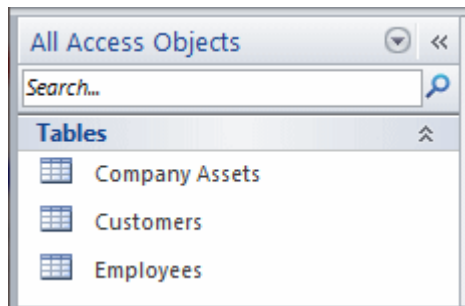 All Access Objects
Search...
Tables
Company Assets
Customers
Employees